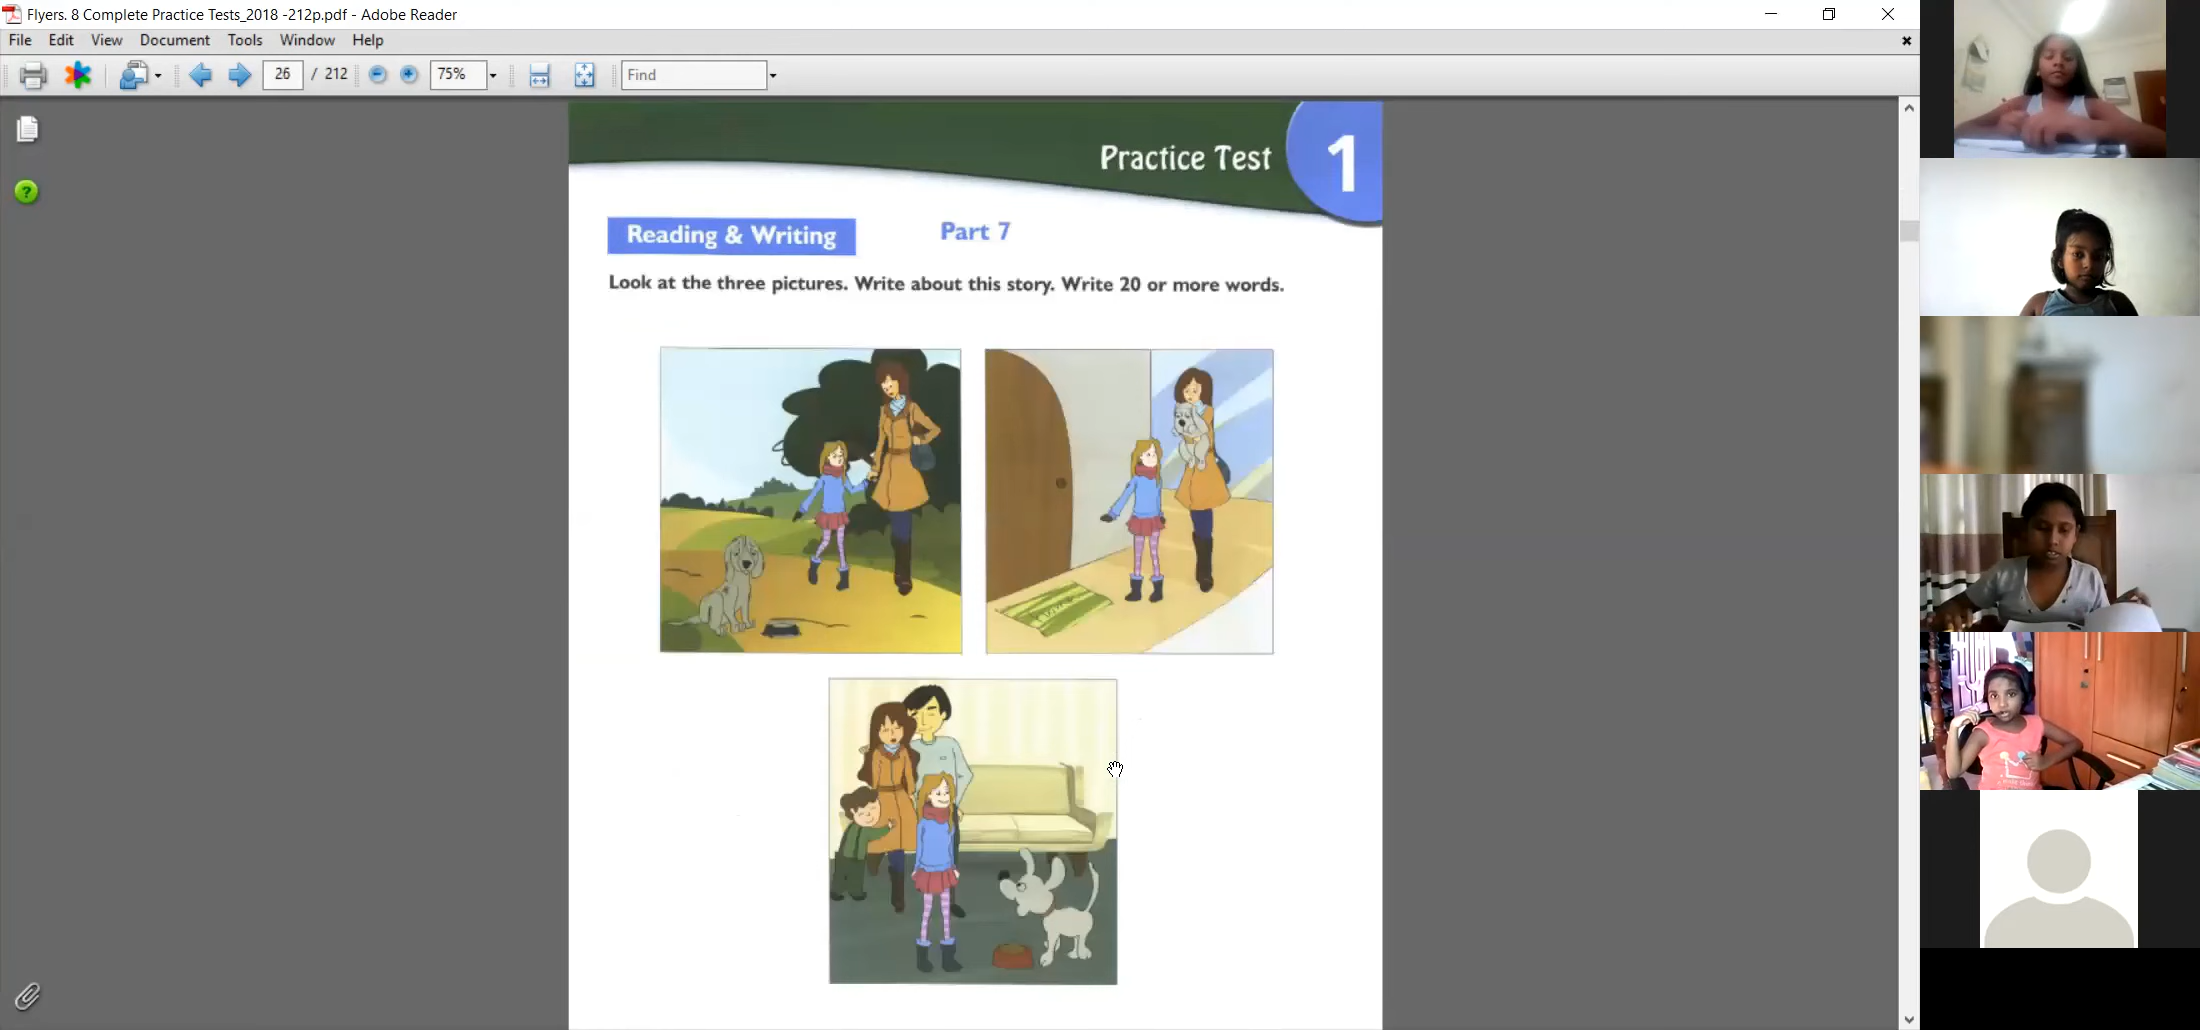 Flyers. 8 Complete Practice Tests_2018 -212p.pdf - Adobe Reader
File Edit View Document Tools Window Help
26 / 212 75% Find
Practice Test 1
Reading & Writing Part 7
Look at the three pictures. Write about this story. Write 20 or more words.